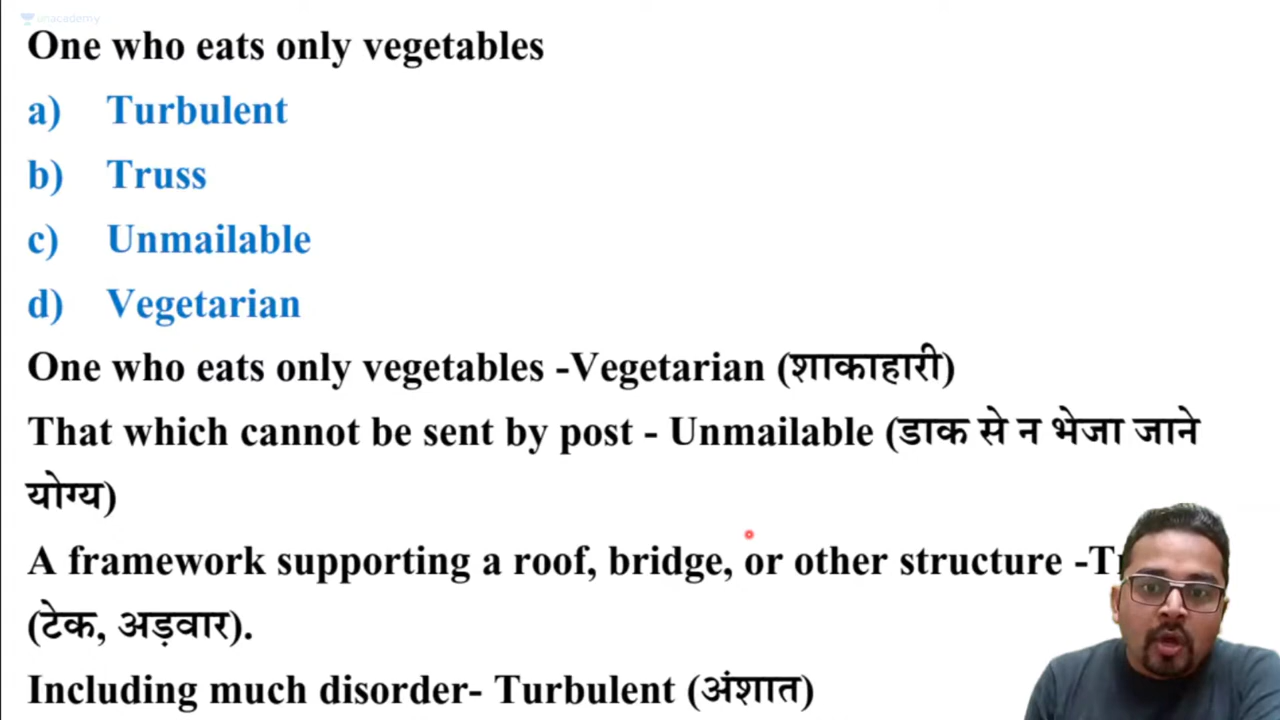 unacademy
One who eats only vegetables
a) Turbulent
b) Truss
c) Unmailable
d) Vegetarian
One who eats only vegetables -Vegetarian (शाकाहारी)
That which cannot be sent by post - Unmailable (डाक से न भेजा जाने
योग्य)
A framework supporting a roof, bridge, or other structure -
(टेक, अड़वार).
Including much disorder- Turbulent (अंशात)